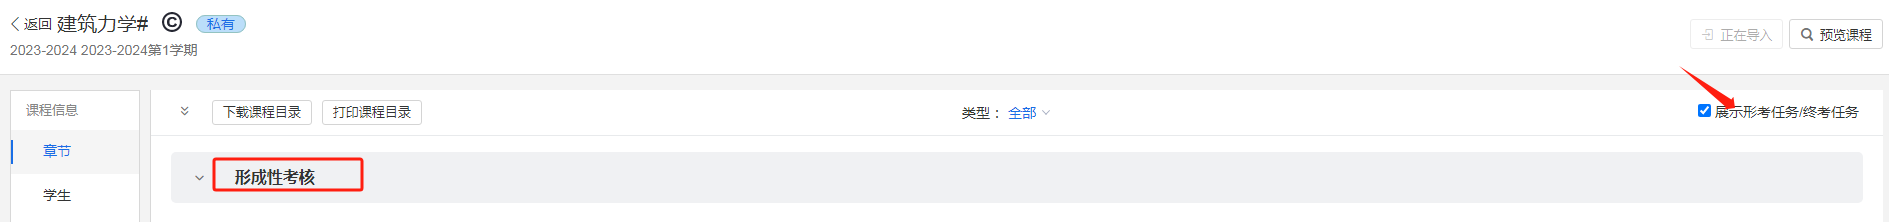 返回 建筑力学# © 私有
2023-2024 2023-2024第1学期
正在导入 预览课程
课程信息
章节
学生
下载课程目录 打印课程目录 类型： 全部 展示形考任务/终考任务
形成性考核